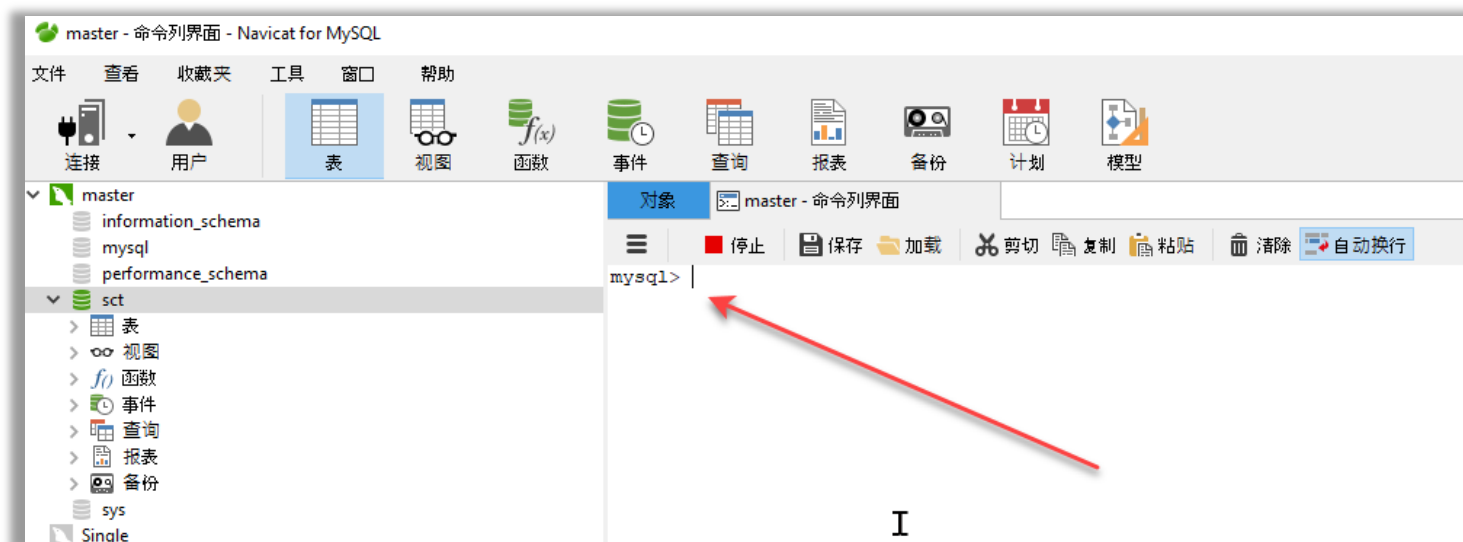 master - 命令列界面 - Navicat for MySQL
文件 查看 收藏夹 工具 窗口 帮助
f(x)
连接 用户 表 视图 函数 事件 查询 报表 备份 计划 模型
master
information_schema
mysql
performance_schema
sct
表
视图
f() 函数
事件
查询
报表
备份
sys
Single
对象 master - 命令列界面
停止 保存 加载 剪切 复制 粘贴 清除 自动换行
mysql>